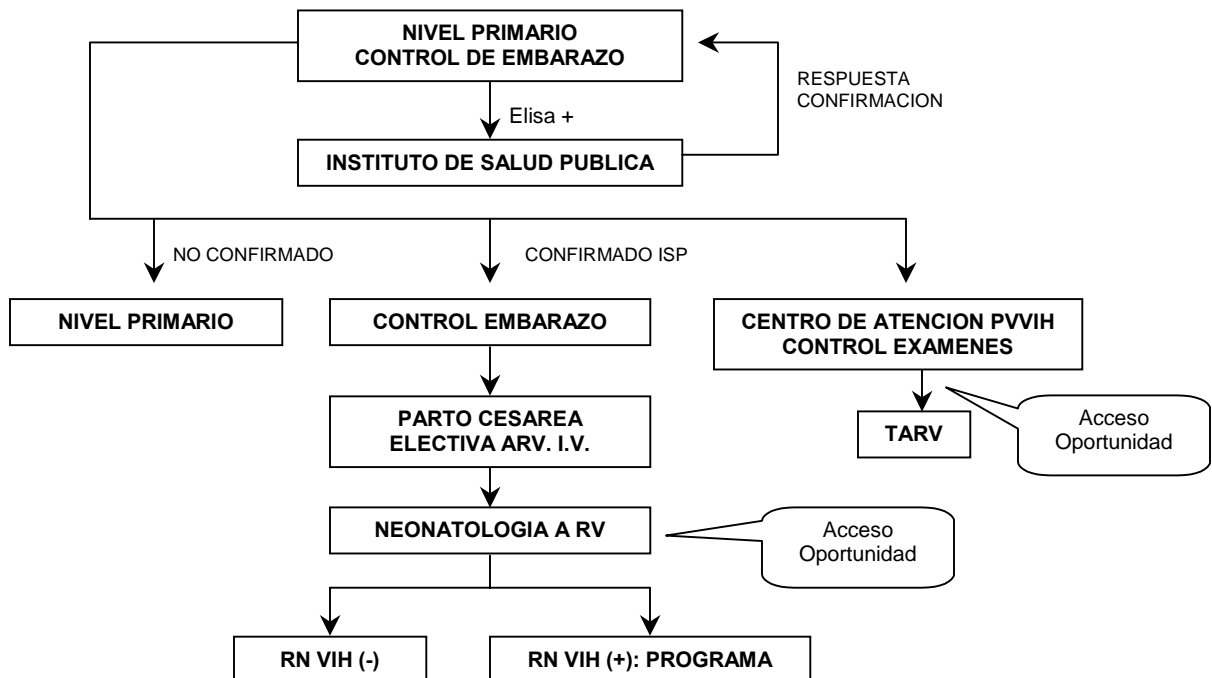 NIVEL PRIMARIO
CONTROL DE EMBARAZO
RESPUESTA
CONFIRMACION
Elisa +
INSTITUTO DE SALUD PUBLICA
NO CONFIRMADO
CONFIRMADO ISP
NIVEL PRIMARIO
CONTROL EMBARAZO
CENTRO DE ATENCION PVVIH
CONTROL EXAMENES
PARTO CESAREA
ELECTIVA ARV. I.V.
TARV
Acceso
Oportunidad
NEONATOLOGIA A RV
Acceso
Oportunidad
RN VIH (-)
RN VIH (+): PROGRAMA